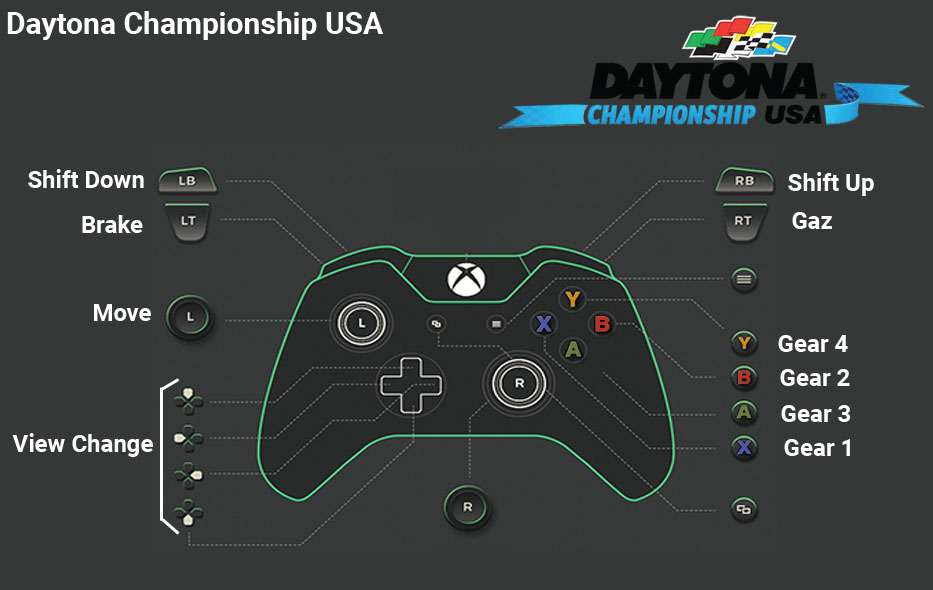 Daytona Championship USA
DAYTONA
CHAMPIONSHIP USA
Shift Down LB
RB Shift Up
Brake LT
RT Gaz
Move L
L
R
Y
X
B
A
Y Gear 4
B Gear 2
A Gear 3
X Gear 1
View Change
R